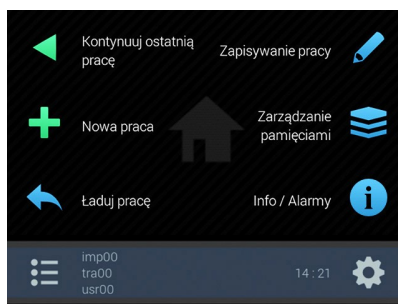 Kontynuuj ostatnią
pracę
Zapisywanie pracy
Nowa praca
Zarządzanie
pamięciami
Ładuj pracę
Info / Alarmy
imp00
tra00
usr00
14 : 21